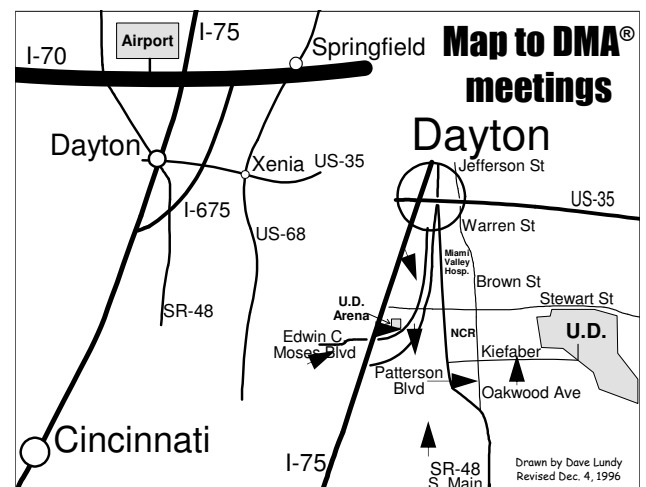 Map to DMA®
meetings
I-70
Airport
I-75
Springfield
Dayton
Xenia
US-35
I-675
US-68
SR-48
Cincinnati
Dayton
Jefferson St
US-35
Warren St
Miami
Valley
Hosp.
Brown St
Stewart St
U.D.
Arena
Edwin C
Moses Blvd
NCR
Kiefaber
U.D.
Patterson
Blvd
Oakwood Ave
I-75
SR-48
S. Main
Drawn by Dave Lundy
Revised Dec. 4, 1996